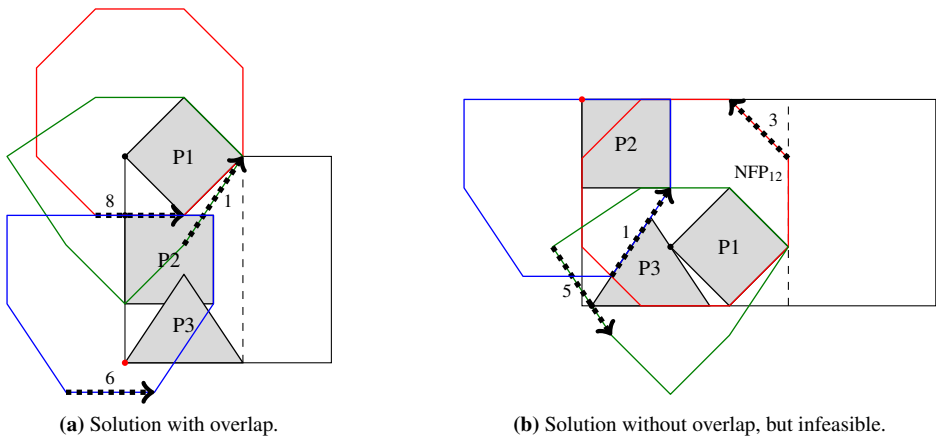 P1
8
1
P2
P3
6
(a) Solution with overlap.
3
P2
NFP12
1
P1
P3
5
(b) Solution without overlap, but infeasible.